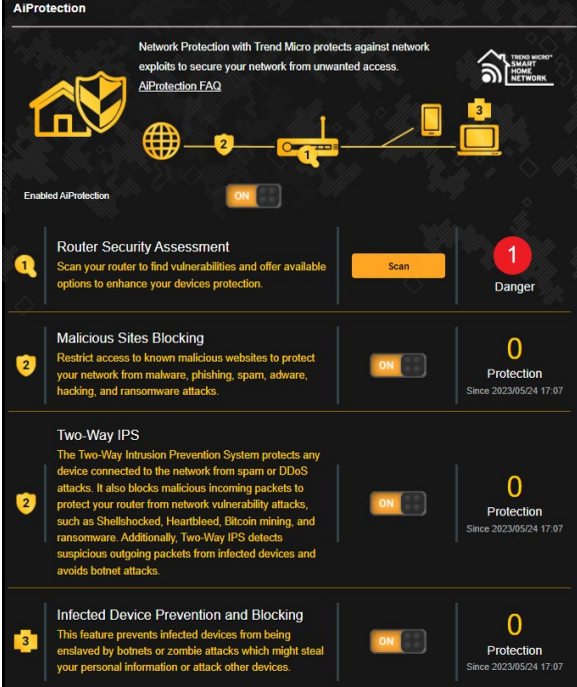 AiProtection
Network Protection with Trend Micro protects against network
exploits to secure your network from unwanted access.
AiProtection FAQ
TREND MICRO™
SMART
HOME
NETWORK
2
1
3
Enabled AiProtection
ON
1
Router Security Assessment
Scan your router to find vulnerabilities and offer available
options to enhance your devices protection.
Scan
1
Danger
2
Malicious Sites Blocking
Restrict access to known malicious websites to protect
your network from malware, phishing, spam, adware,
hacking, and ransomware attacks.
ON
0
Protection
Since 2023/05/24 17:07
2
Two-Way IPS
The Two-Way Intrusion Prevention System protects any
device connected to the network from spam or DDoS
attacks. It also blocks malicious incoming packets to
protect your router from network vulnerability attacks,
such as Shellshocked, Heartbleed, Bitcoin mining, and
ransomware. Additionally, Two-Way IPS detects
suspicious outgoing packets from infected devices and
avoids botnet attacks.
ON
0
Protection
Since 2023/05/24 17:07
3
Infected Device Prevention and Blocking
This feature prevents infected devices from being
enslaved by botnets or zombie attacks which might steal
your personal information or attack other devices.
ON
0
Protection
Since 2023/05/24 17:07